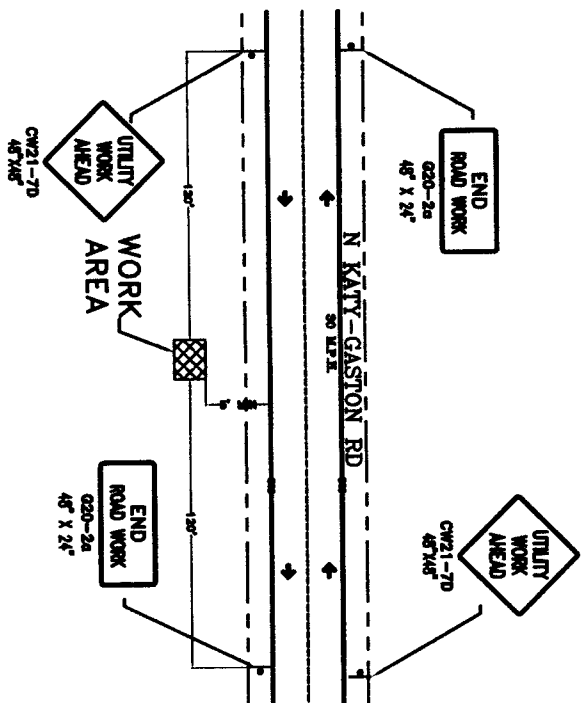 END
ROAD WORK
G20-2a
48" X 24"
UTILITY
WORK
AHEAD
CW21-7D
48"X48"
120'
N KATY-GASTON RD
30 M.P.H.
WORK
AREA
UTILITY
WORK
AHEAD
CW21-7D
48"X48"
END
ROAD WORK
G20-2a
48" X 24"
120'